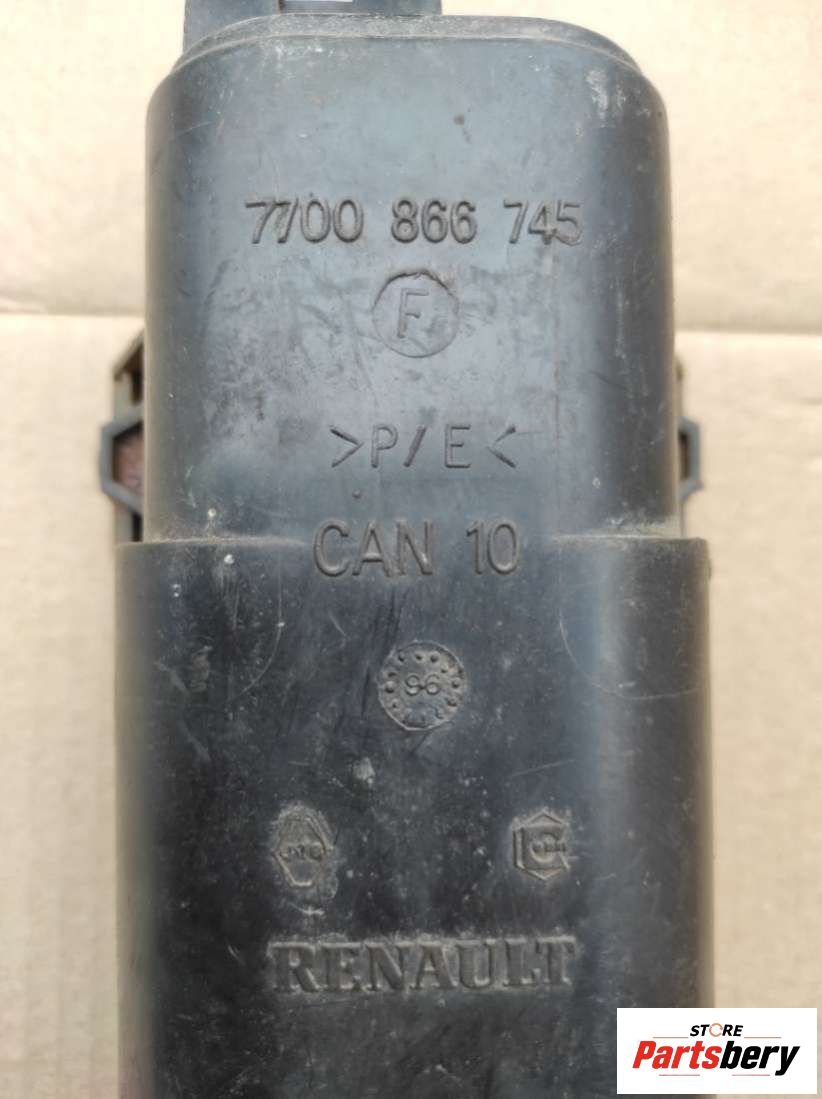 7700 866 745
F
>P/E<
CAN 10
96
RENAULT
STORE
Partsbery